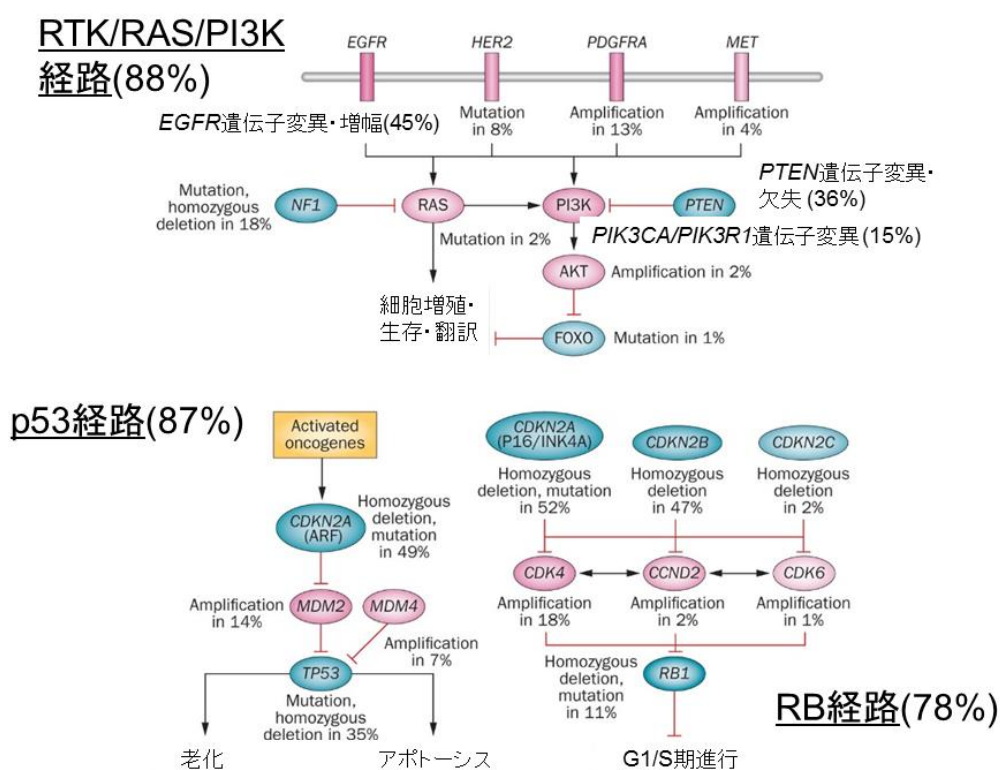 RTK/RAS/PI3K
経路(88%)
EGFR
HER2
PDGFRA
MET
EGFR遺伝子変異・増幅(45%)
Mutation
in 8%
Amplification
in 13%
Amplification
in 4%
Mutation,
homozygous
deletion in 18%
NF1
RAS
PI3K
PTEN
PTEN遺伝子変異・
欠失(36%)
Mutation in 2%
PIK3CA/PIK3R1遺伝子変異(15%)
AKT
Amplification in 2%
細胞増殖・
生存・翻訳
FOXO
Mutation in 1%
p53経路(87%)
Activated
oncogenes
CDKN2A
(ARF)
Homozygous
deletion,
mutation
in 49%
Amplification
in 14%
MDM2
MDM4
Amplification
in 7%
TP53
Mutation,
homozygous
deletion in 35%
老化
アポトーシス
CDKN2A
(P16/INK4A)
CDKN2B
CDKN2C
Homozygous
deletion, mutation
in 52%
Homozygous
deletion
in 47%
Homozygous
deletion
in 2%
CDK4
CCND2
CDK6
Amplification
in 18%
Amplification
in 2%
Amplification
in 1%
Homozygous
deletion,
mutation
in 11%
RB1
RB経路(78%)
G1/S期進行